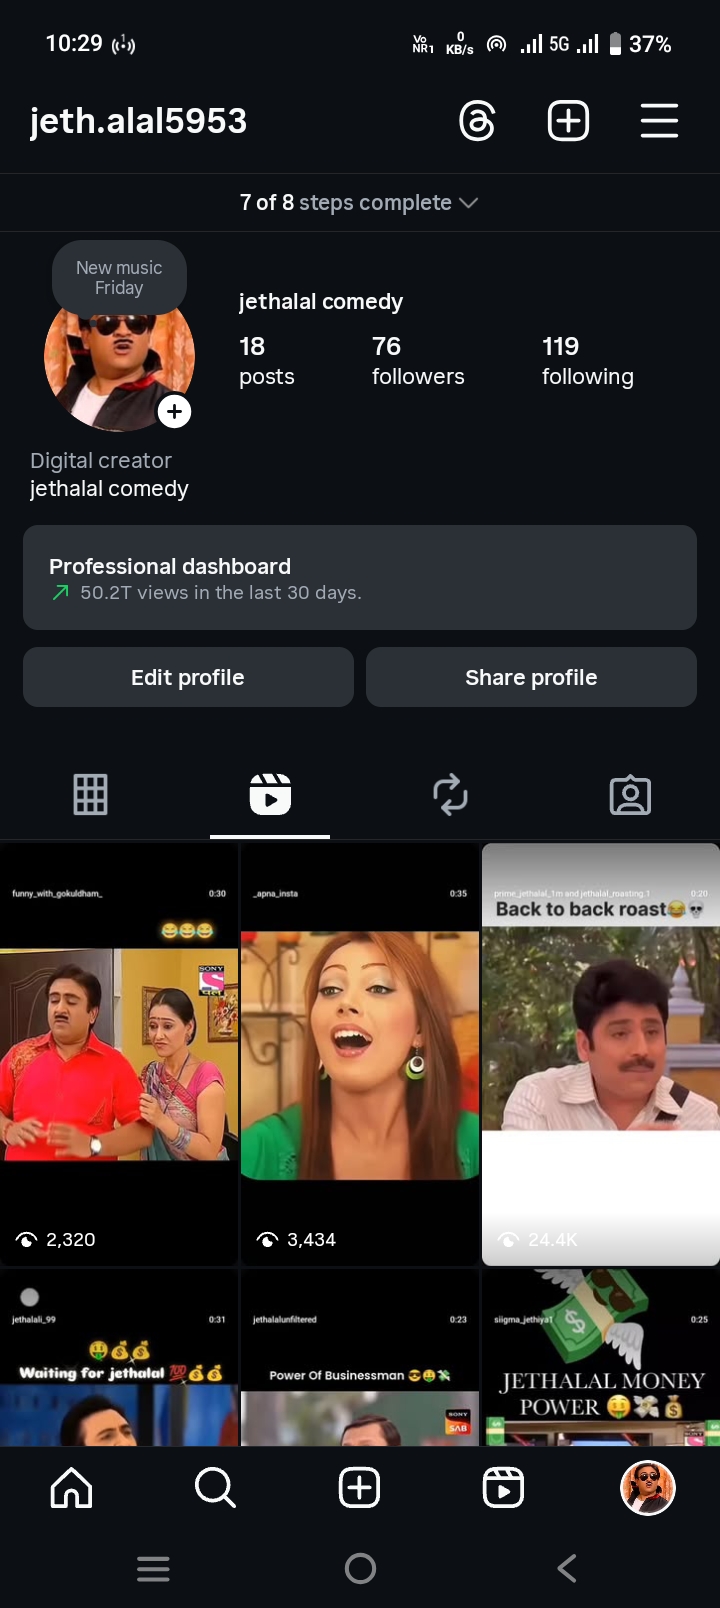 10:29
Vo NR1
0 KB/s
5G
37%
jeth.alal5953
7 of 8 steps complete
New music
Friday
jethalal comedy
18
76
119
posts
followers
following
Digital creator
jethalal comedy
Professional dashboard
50.2T views in the last 30 days.
Edit profile
Share profile
funny_with_gokuldham_
0:30
_apna_insta
0:35
prime_jethalal_1m and jethalal_roasting.1
0:20
Back to back roast😂💀
😂😂😂
SONY
S
2,320
3,434
24.4K
jethalali_99
0:31
jethalalunfiltered
0:23
siigma_jethiya1
0:25
🤑💰💰
Waiting for jethalal 💯💰💰
Power Of Businessman 😎🤑💸
JETHALAL MONEY
POWER 🤑💸💰
SONY
SAB